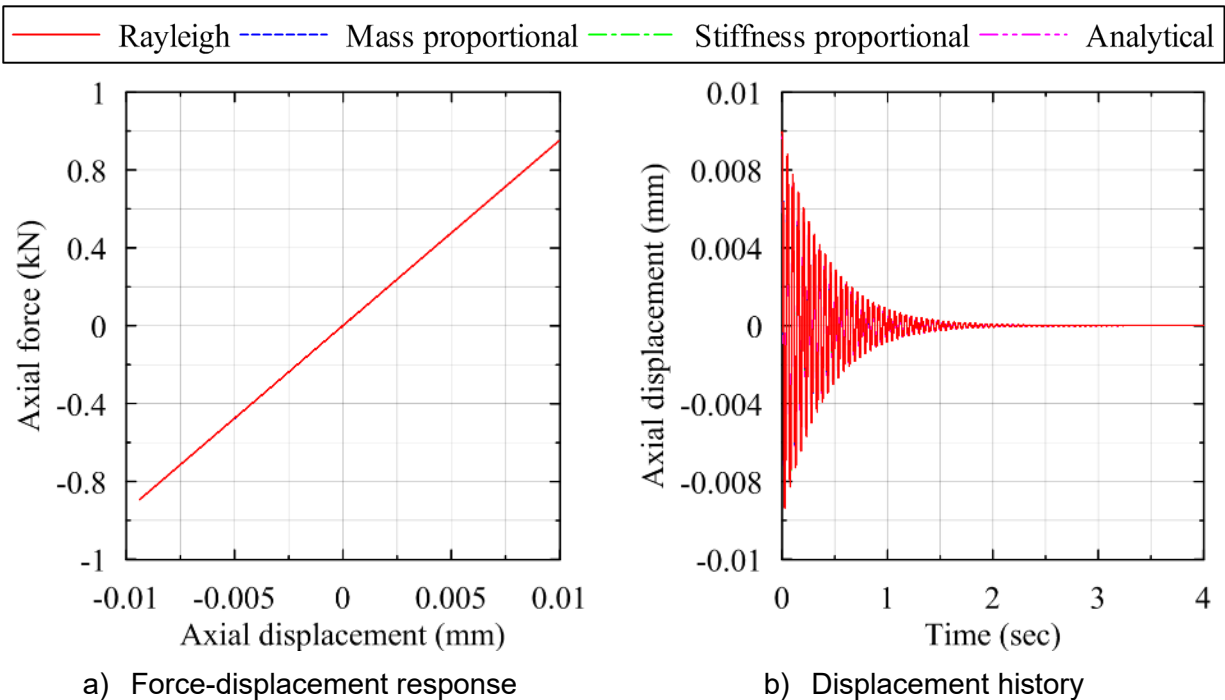 Rayleigh Mass proportional Stiffness proportional Analytical
1
0.8
0.4
0
-0.4
-0.8
-1
-0.01 -0.005 0 0.005 0.01
Axial force (kN)
Axial displacement (mm)
a) Force-displacement response
0.01
0.008
0.004
0
-0.004
-0.008
-0.01
0 1 2 3 4
Axial displacement (mm)
Time (sec)
b) Displacement history